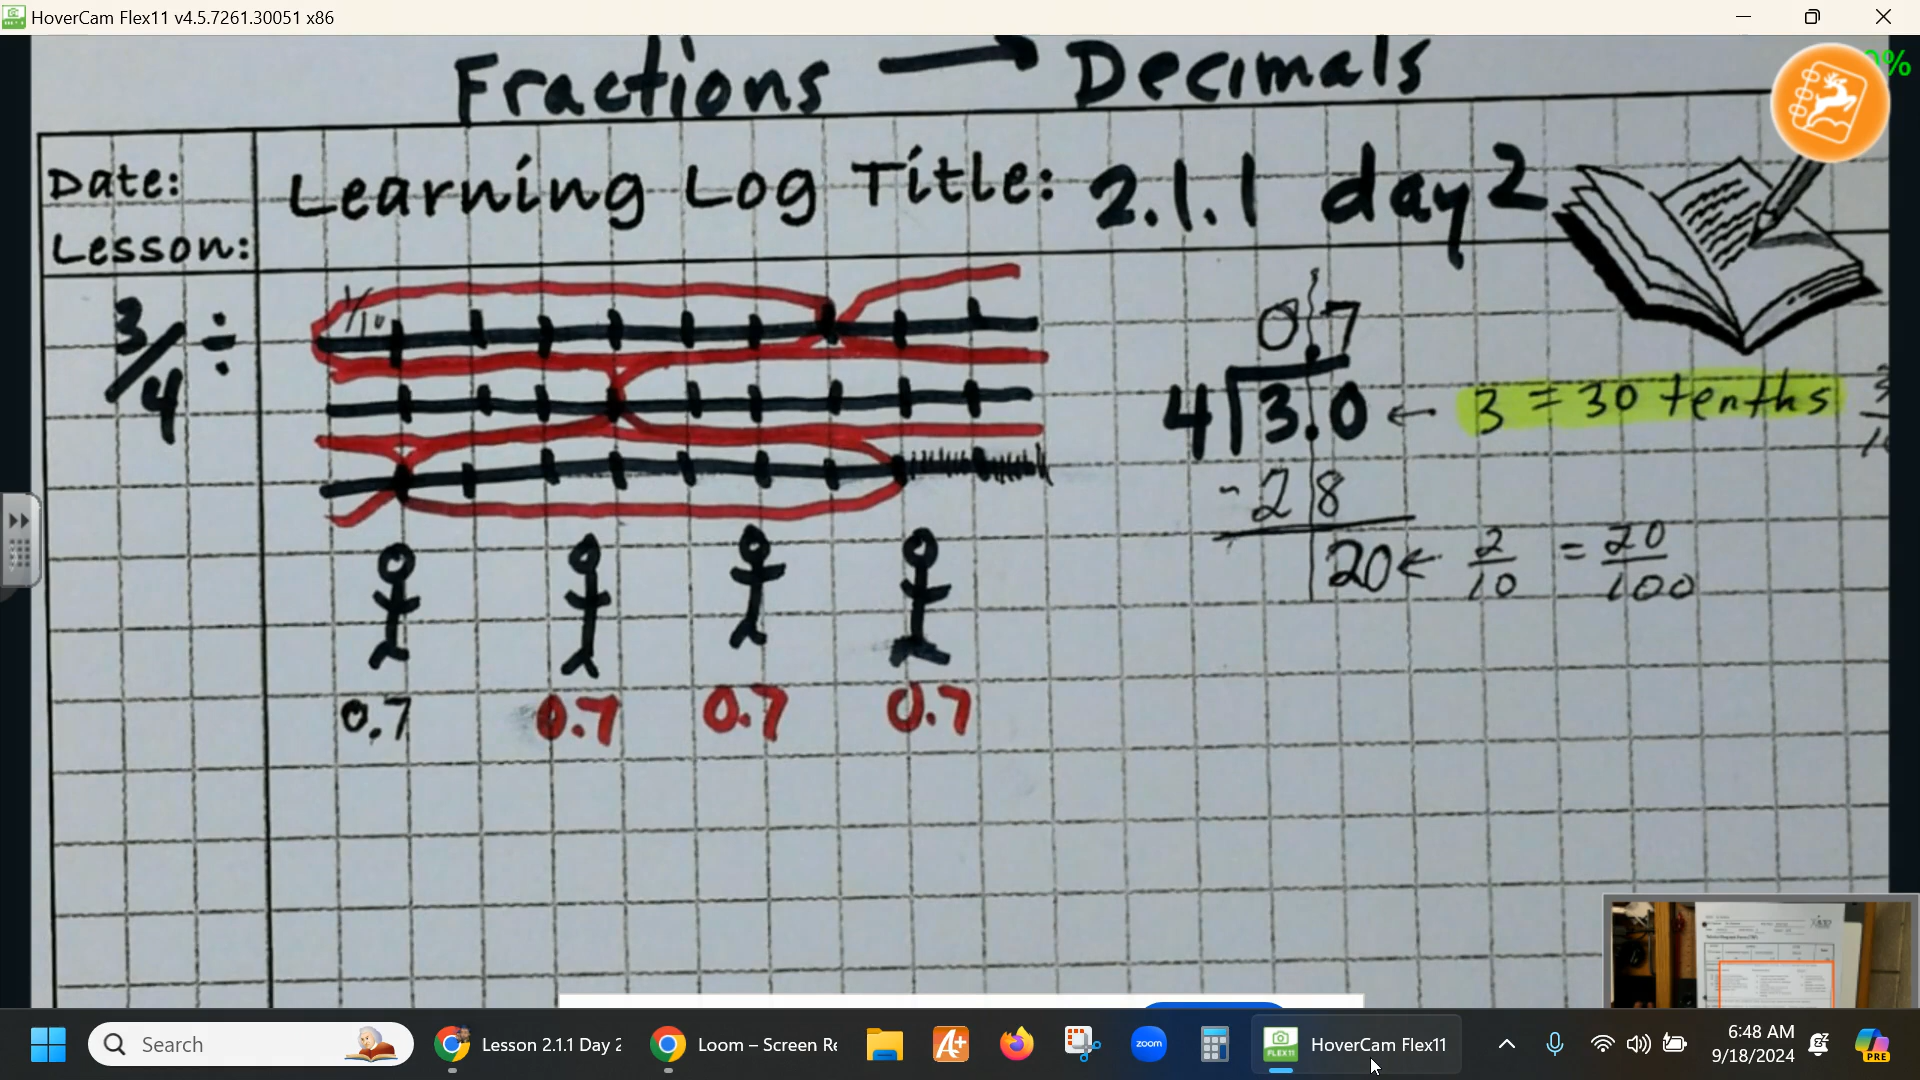 HoverCam Flex11 v4.5.7261.30051 x86
Fractions → Decimals
Date:
Lesson:
Learning Log Title: 2.1.1 day 2
3/4 ÷
1/10
0.7
4 3.0 ← 3 = 30 tenths
- 28
20 ← 2/10 = 20/100
0.7 0.7 0.7 0.7
Search
Lesson 2.1.1 Day 2
Loom – Screen Re
A+
zoom
FLEX11
HoverCam Flex11
6:48 AM
9/18/2024
PRE